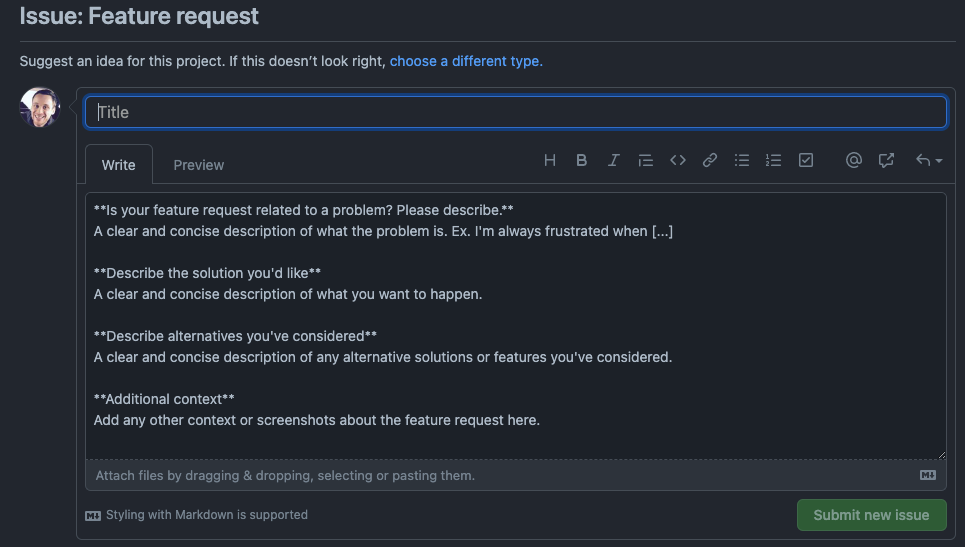 Issue: Feature request
Suggest an idea for this project. If this doesn’t look right, choose a different type.
Title
Write
Preview
**Is your feature request related to a problem? Please describe.**
A clear and concise description of what the problem is. Ex. I'm always frustrated when [...]
**Describe the solution you'd like**
A clear and concise description of what you want to happen.
**Describe alternatives you've considered**
A clear and concise description of any alternative solutions or features you've considered.
**Additional context**
Add any other context or screenshots about the feature request here.
Attach files by dragging & dropping, selecting or pasting them.
Styling with Markdown is supported
Submit new issue